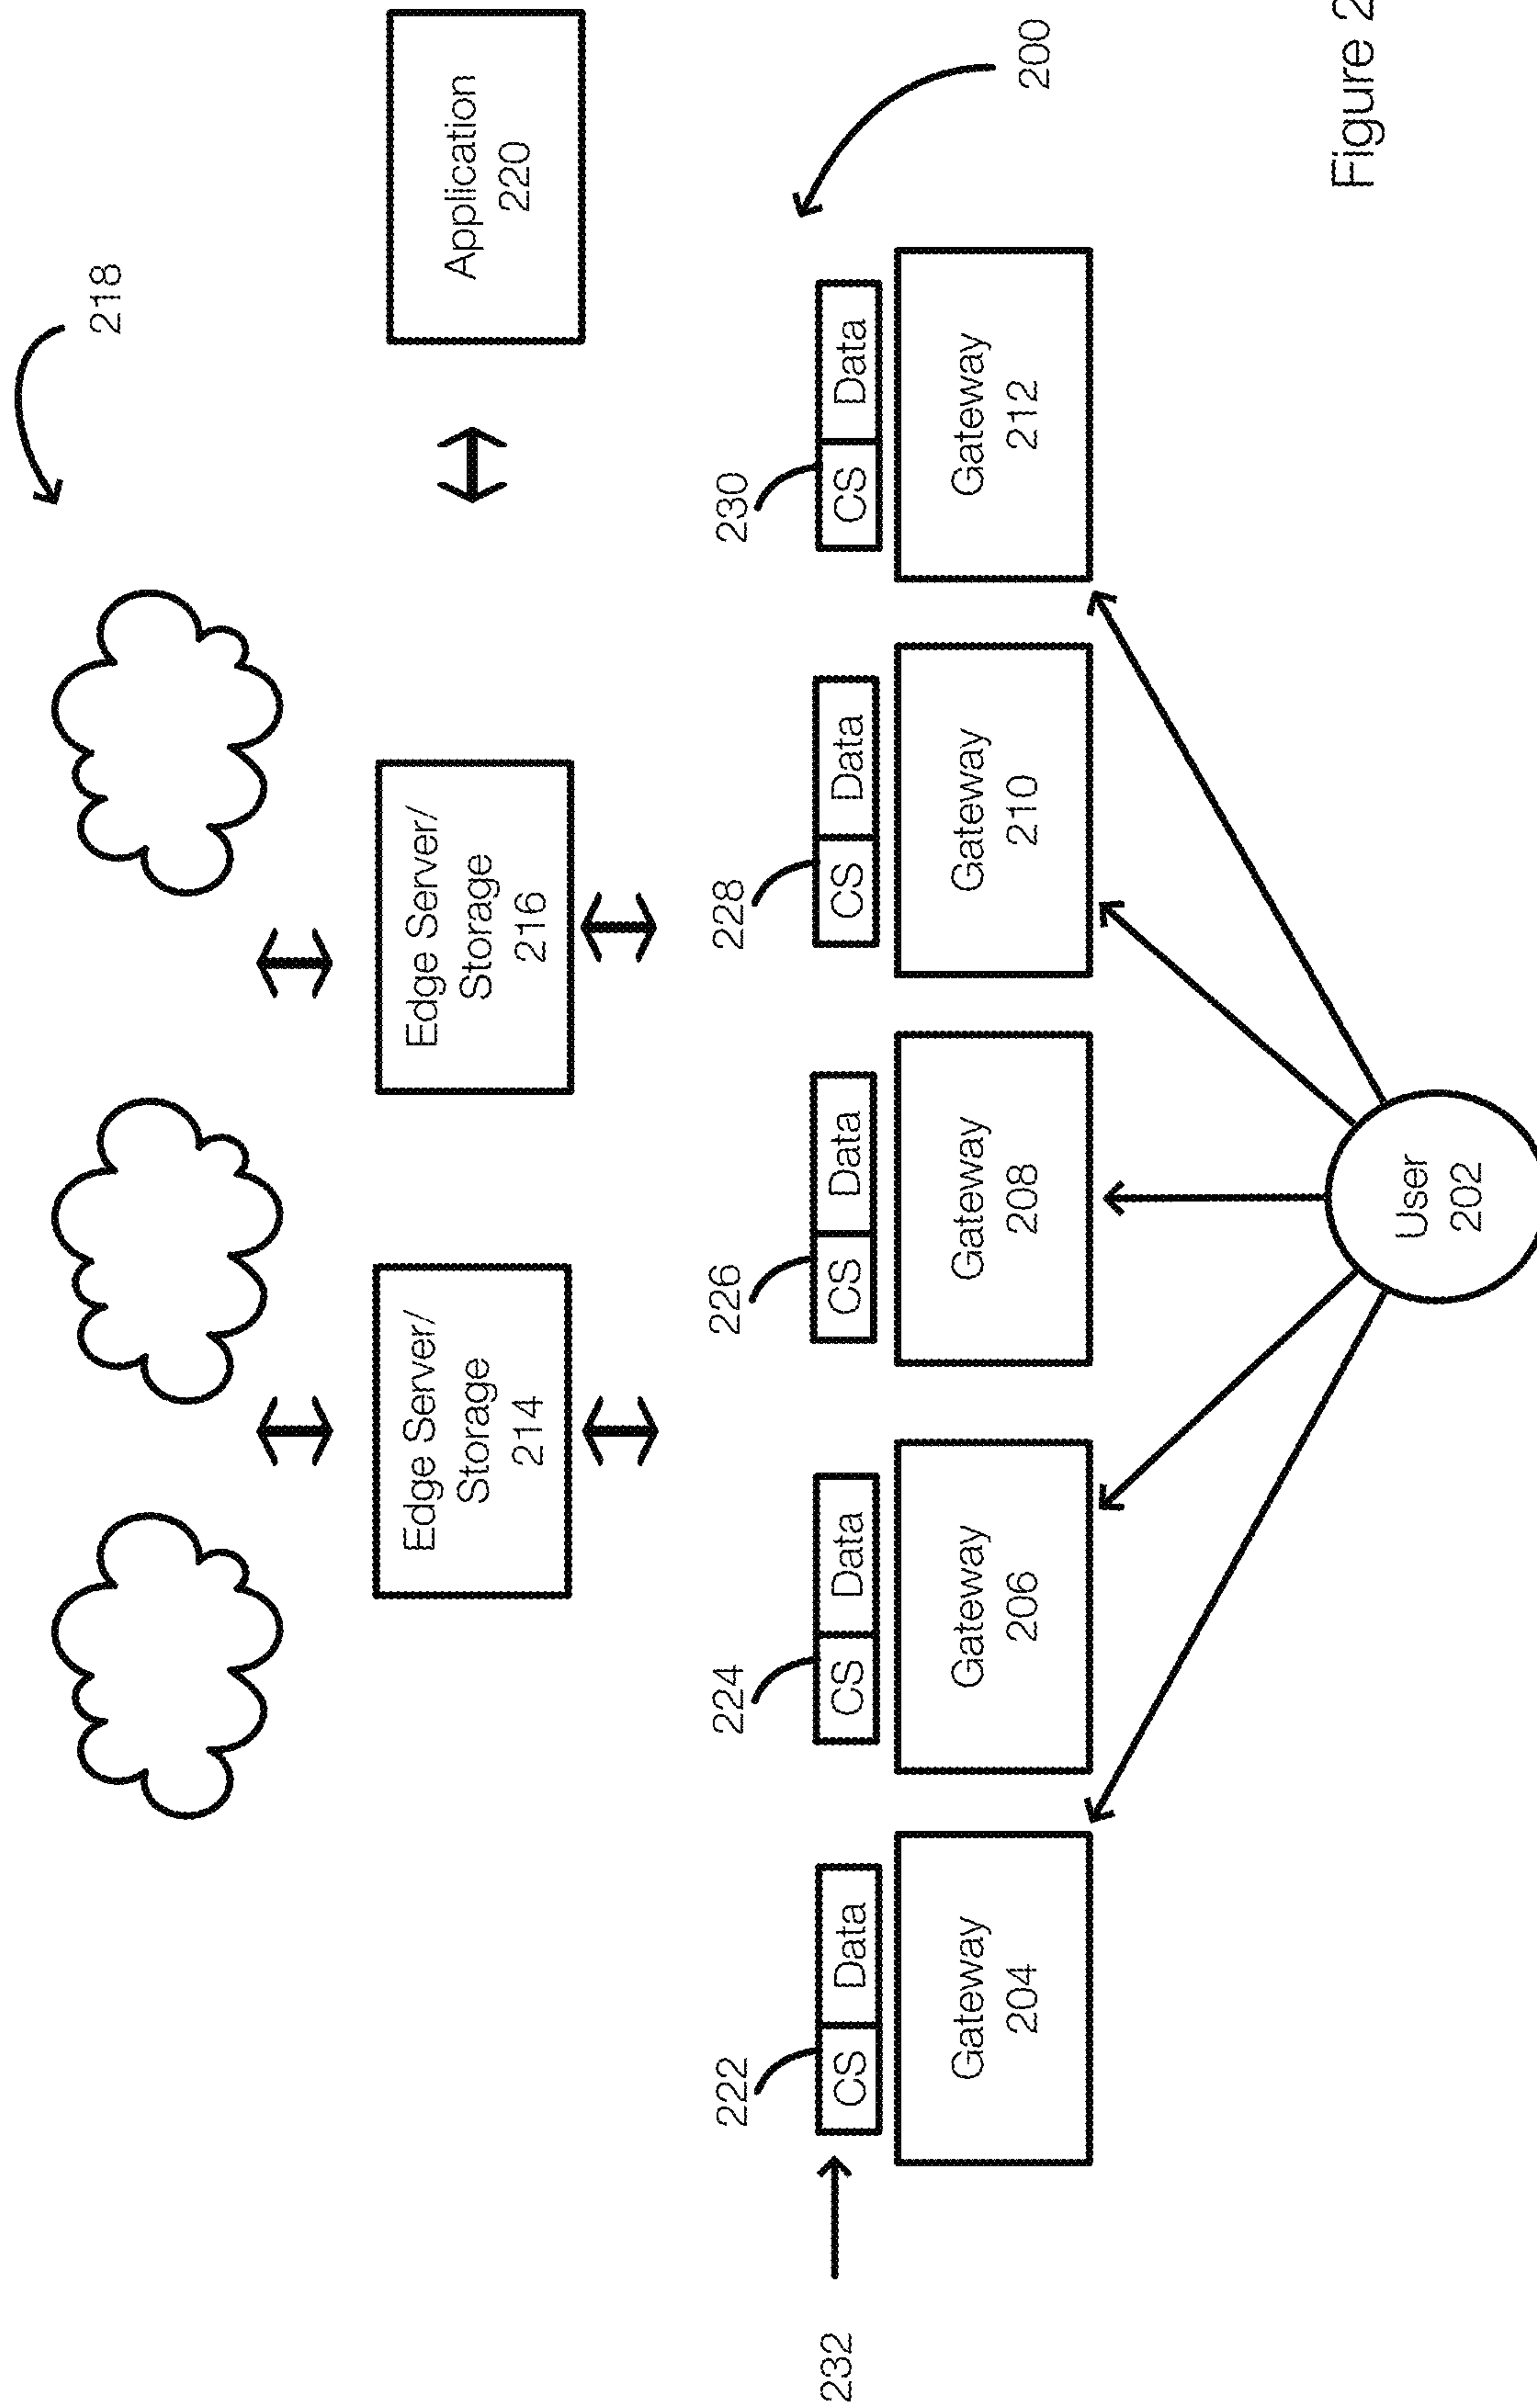 218
Edge Server/
Storage
214
Edge Server/
Storage
216
Application
220
222
224
226
228
230
232
CS
Data
CS
Data
CS
Data
CS
Data
CS
Data
Gateway
204
Gateway
206
Gateway
208
Gateway
210
Gateway
212
200
User
202
Figure 2